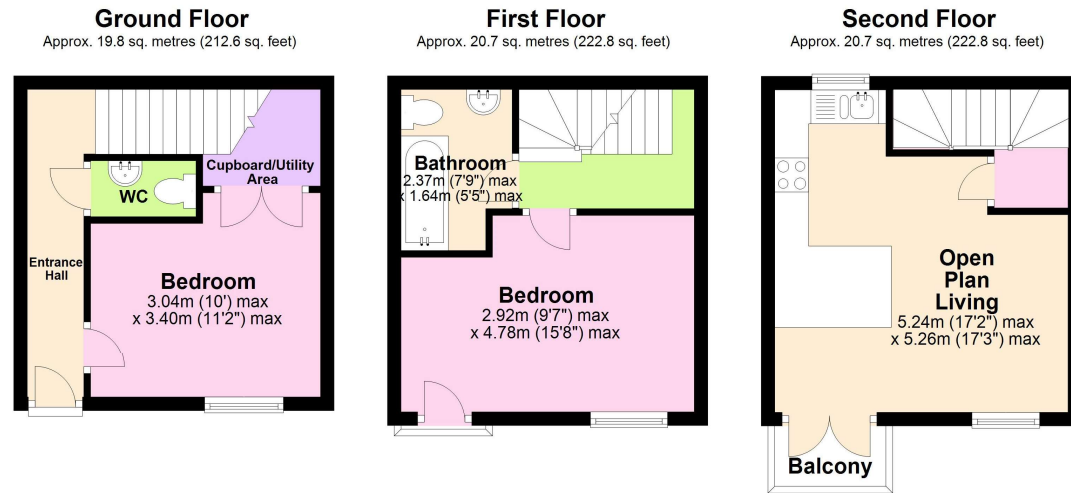 Ground Floor
Approx. 19.8 sq. metres (212.6 sq. feet)
Cupboard/Utility
Area
WC
Entrance
Hall
Bedroom
3.04m (10') max
x 3.40m (11'2") max
First Floor
Approx. 20.7 sq. metres (222.8 sq. feet)
Bathroom
2.37m (7'9") max
x 1.64m (5'5") max
Bedroom
2.92m (9'7") max
x 4.78m (15'8") max
Second Floor
Approx. 20.7 sq. metres (222.8 sq. feet)
Open
Plan
Living
5.24m (17'2") max
x 5.26m (17'3") max
Balcony